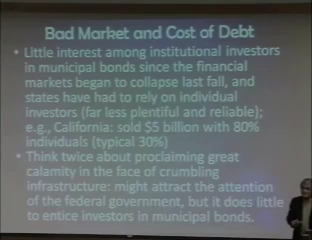 Bad Market and Cost of Debt
• Little interest among institutional investors
in municipal bonds since the financial
markets began to collapse last fall, and
states have had to rely on individual
investors (far less plentiful and reliable);
e.g., California: sold $5 billion with 80%
individuals (typical 30%)
• Think twice about proclaiming great
calamity in the face of crumbling
infrastructure: might attract the attention
of the federal government, but it does little
to entice investors in municipal bonds.